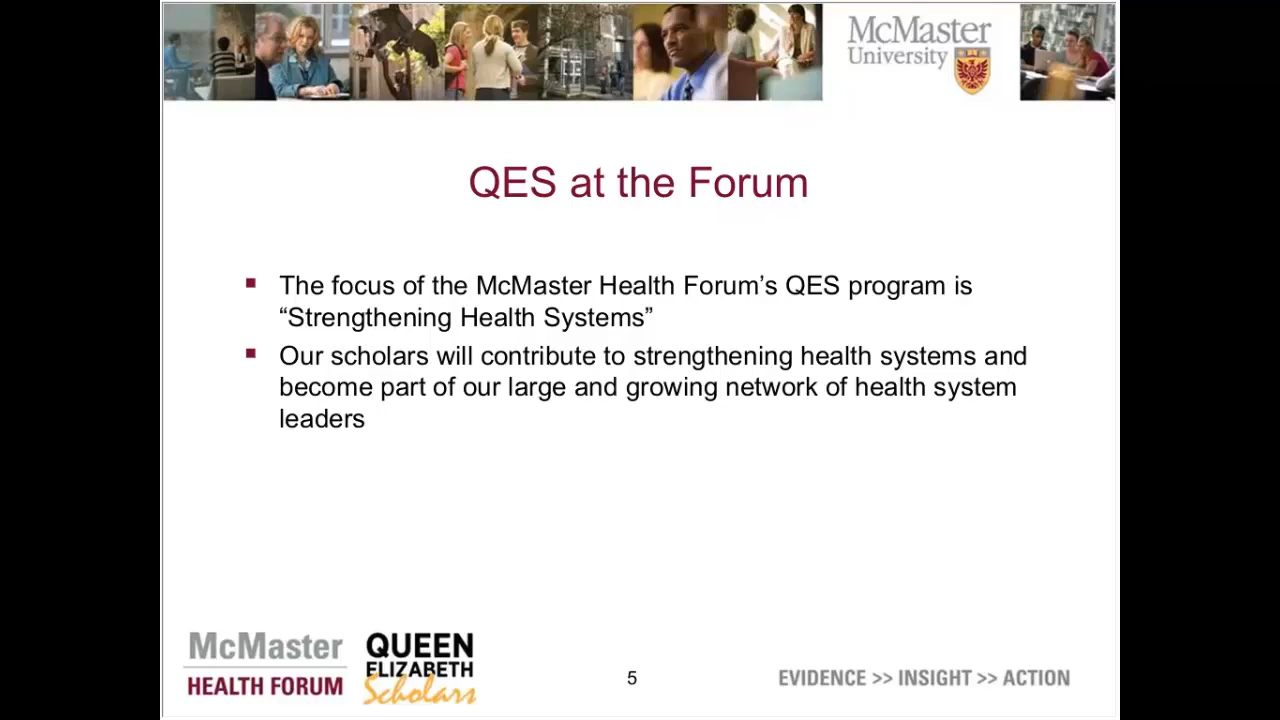 McMaster
University
QES at the Forum
▪ The focus of the McMaster Health Forum’s QES program is
“Strengthening Health Systems”
▪ Our scholars will contribute to strengthening health systems and
become part of our large and growing network of health system
leaders
McMaster
HEALTH FORUM
QUEEN
ELIZABETH
Scholars
5
EVIDENCE >> INSIGHT >> ACTION